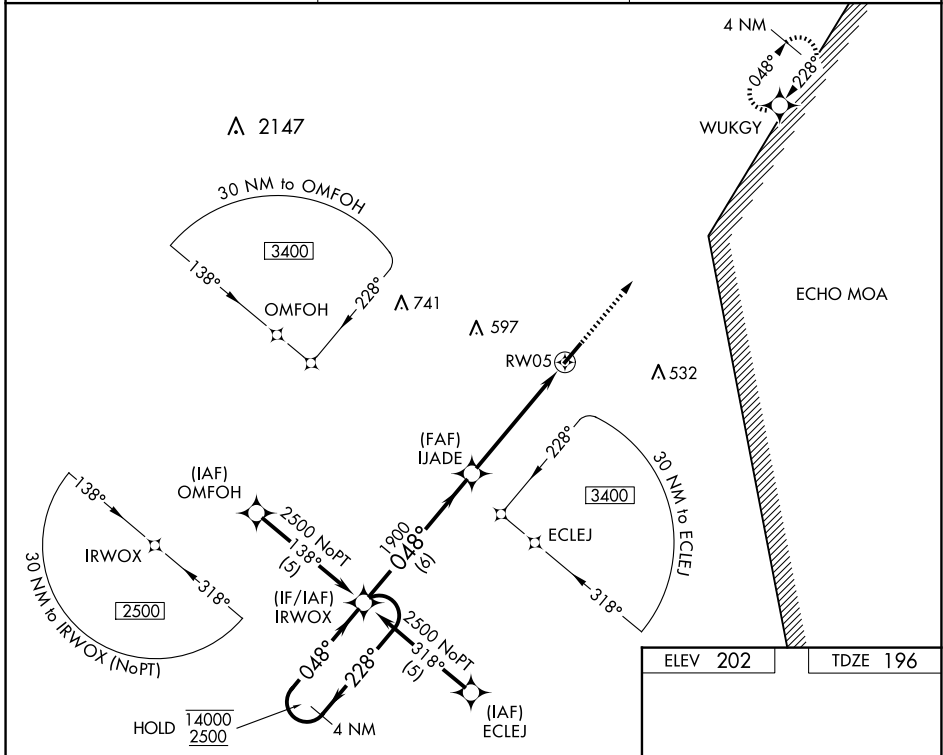 4 NM
048°
228°
WUKGY
2147
30 NM to OMFOH
3400
138°
228°
OMFOH
741
597
ECHO MOA
RW05
532
(FAF)
IJADE
228°
30 NM to ECLEJ
3400
ECLEJ
318°
138°
IRWOX
318°
2500
30 NM to IRWOX (NoPT)
(IAF)
OMFOH
2500 NoPT
138°
(5)
1900
048°
(6)
(IF/IAF)
IRWOX
2500 NoPT
318°
(5)
048°
228°
HOLD 14000
2500
4 NM
(IAF)
ECLEJ
ELEV 202
TDZE 196